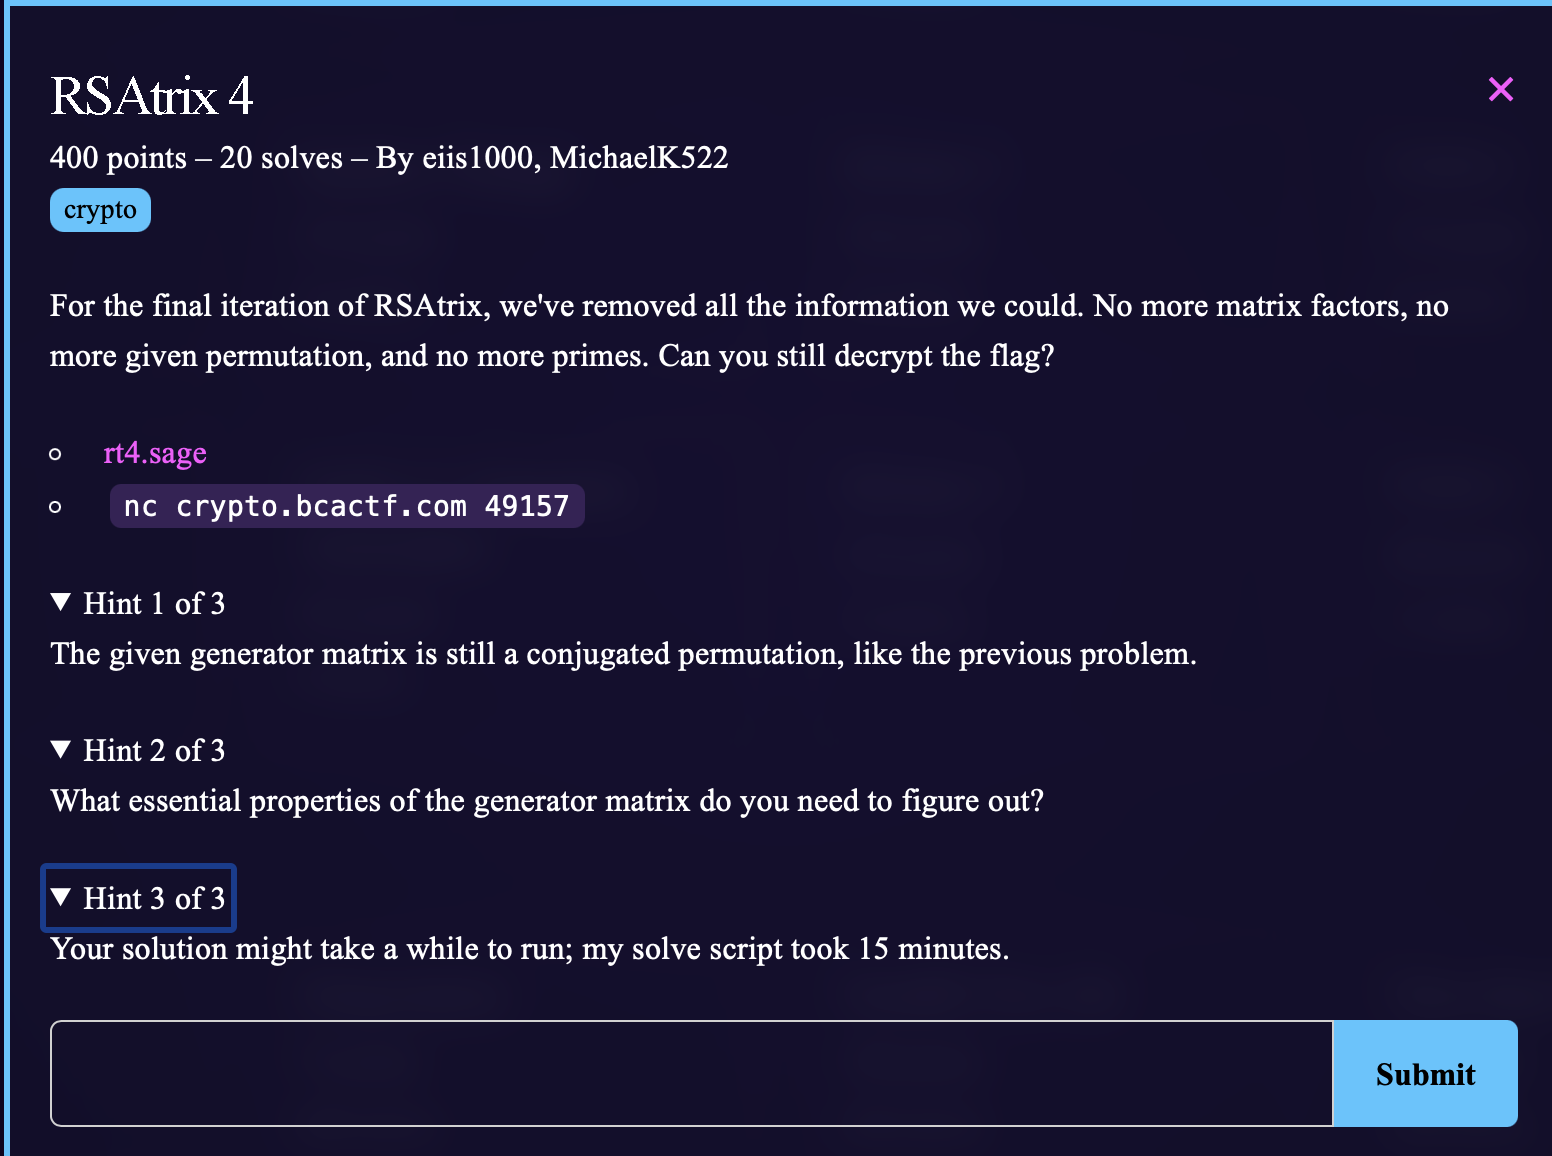 RSAtrix 4
400 points – 20 solves – By eiis1000, MichaelK522
crypto
For the final iteration of RSAtrix, we've removed all the information we could. No more matrix factors, no
more given permutation, and no more primes. Can you still decrypt the flag?
rt4.sage
nc crypto.bcactf.com 49157
Hint 1 of 3
The given generator matrix is still a conjugated permutation, like the previous problem.
Hint 2 of 3
What essential properties of the generator matrix do you need to figure out?
Hint 3 of 3
Your solution might take a while to run; my solve script took 15 minutes.
Submit